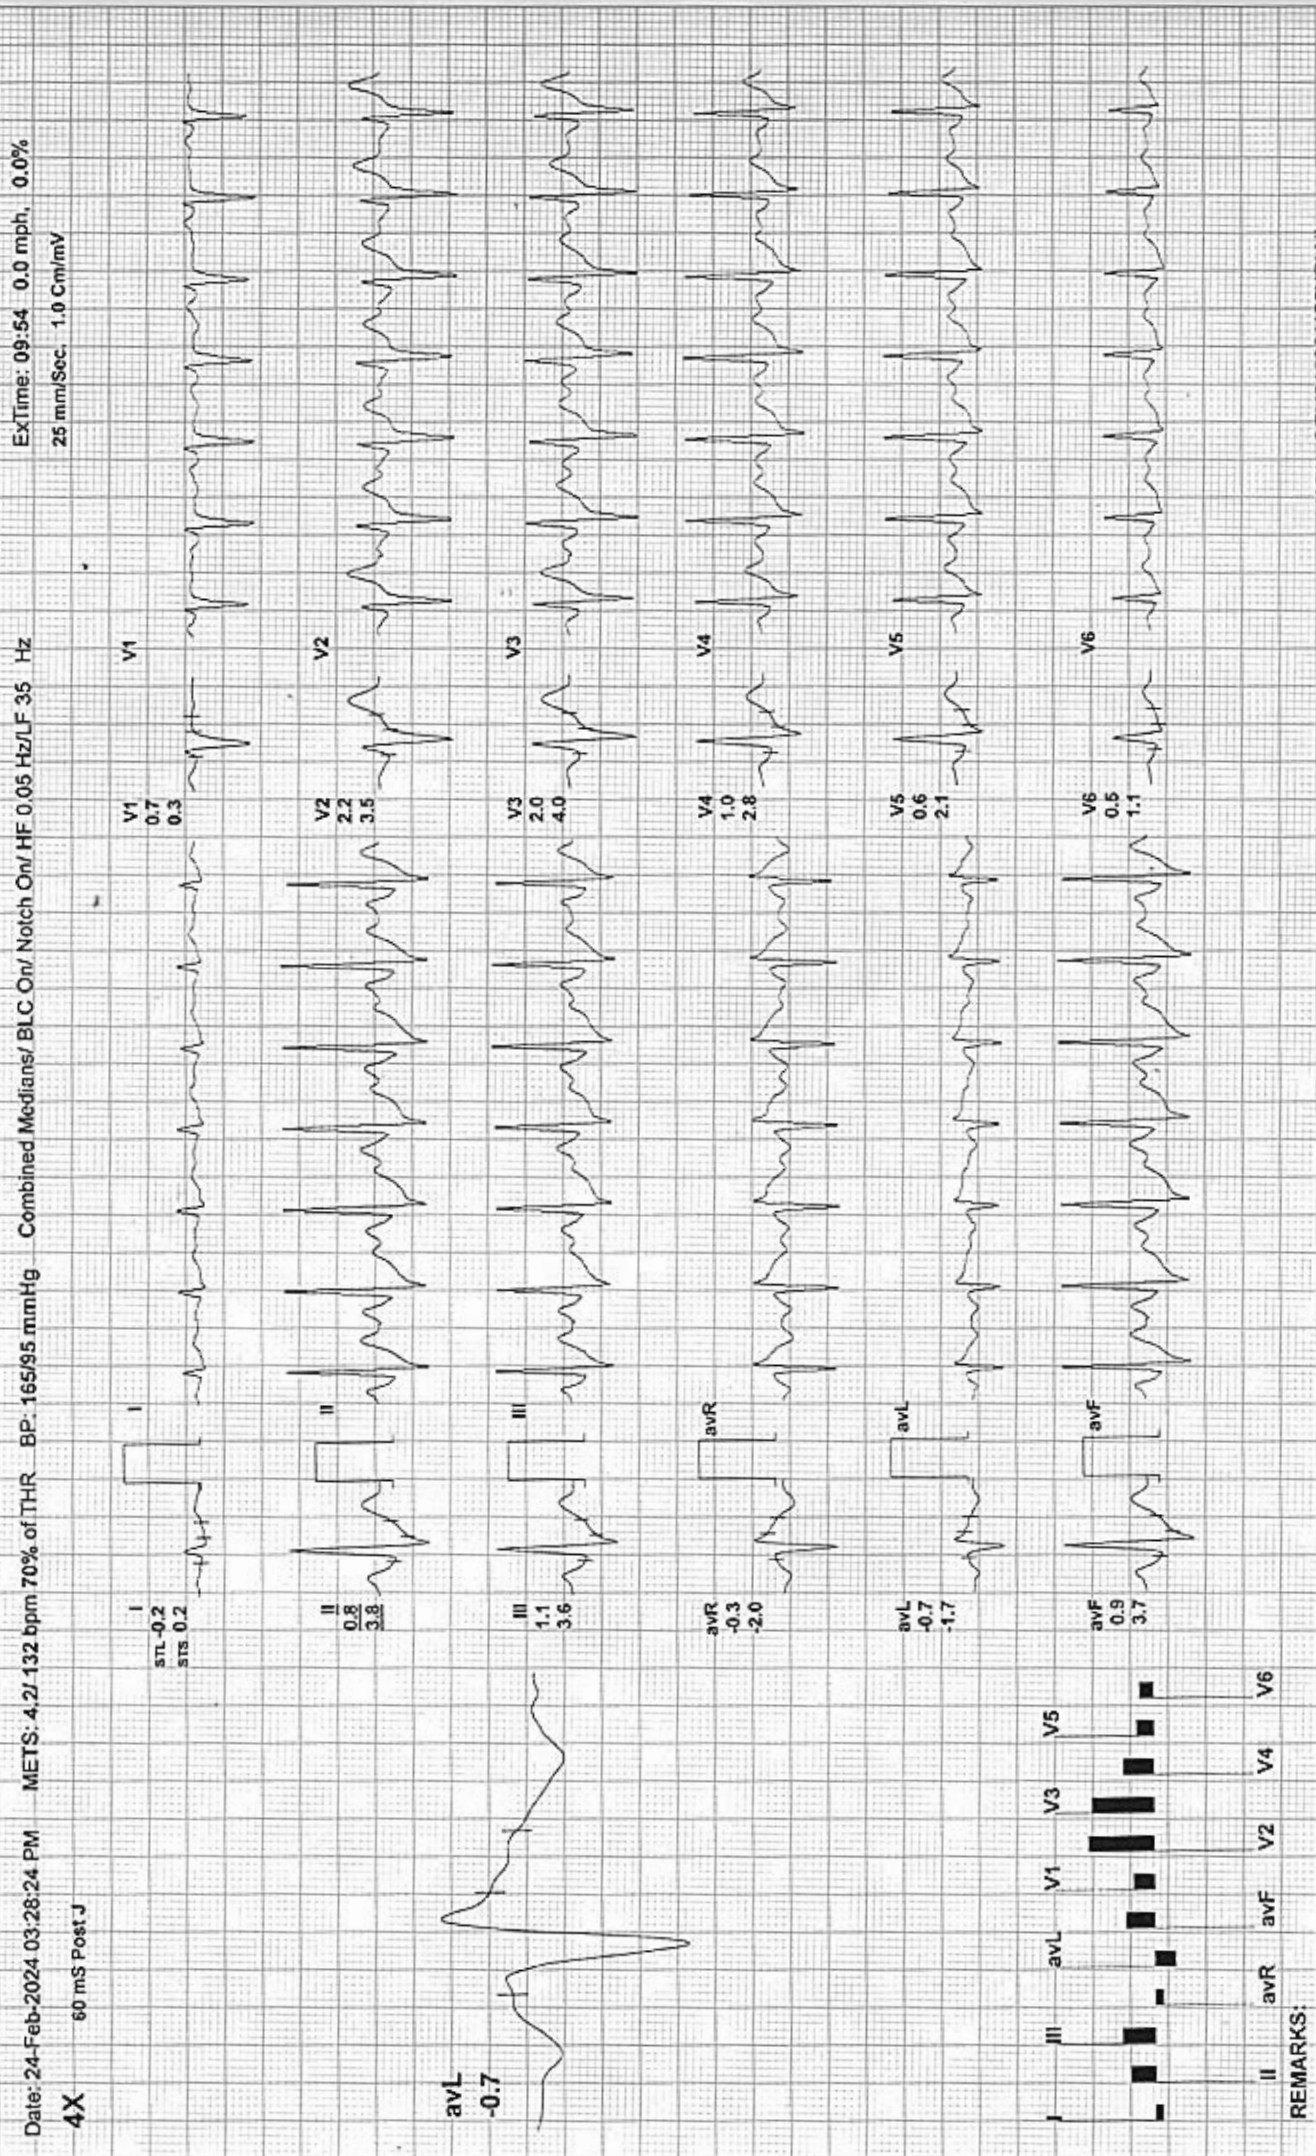 Date: 24-Feb-2024 03:28:24 PM METS: 4.2/ 132 bpm 70% of THR BP: 165/95 mmHg Combined Medians/ BLC On/ Notch On/ HF 0.05 Hz/LF 35 Hz ExTime: 09:54 0.0 mph, 0.0%
4X 60 mS Post J 25 mm/Sec. 1.0 Cm/mV
avL
-0.7
I
STL -0.2
STS 0.2
I
V1
0.7
0.3
V1
II
0.8
3.8
II
V2
2.2
3.5
V2
III
1.1
3.6
III
V3
2.0
4.0
V3
avR
-0.3
-2.0
avR
V4
1.0
2.8
V4
avL
-0.7
-1.7
avL
V5
0.6
2.1
V5
avF
0.9
3.7
avF
V6
0.5
1.1
V6
I III avL V1 V3 V5
II avR avF V2 V4 V6
REMARKS: